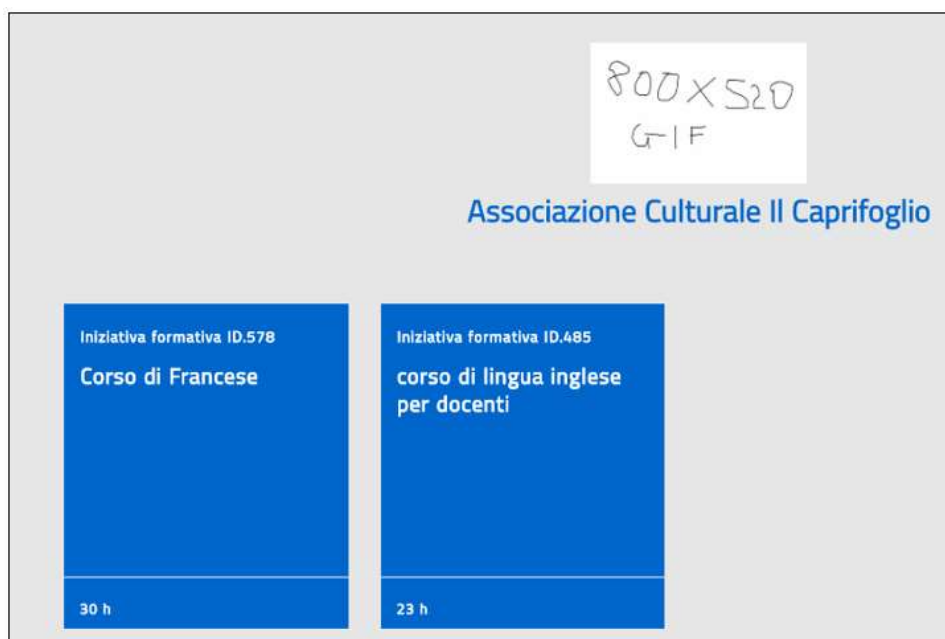 800X520
GIF
Associazione Culturale Il Caprifoglio
Iniziativa formativa ID.578
Corso di Francese
30 h
Iniziativa formativa ID.485
corso di lingua inglese
per docenti
23 h